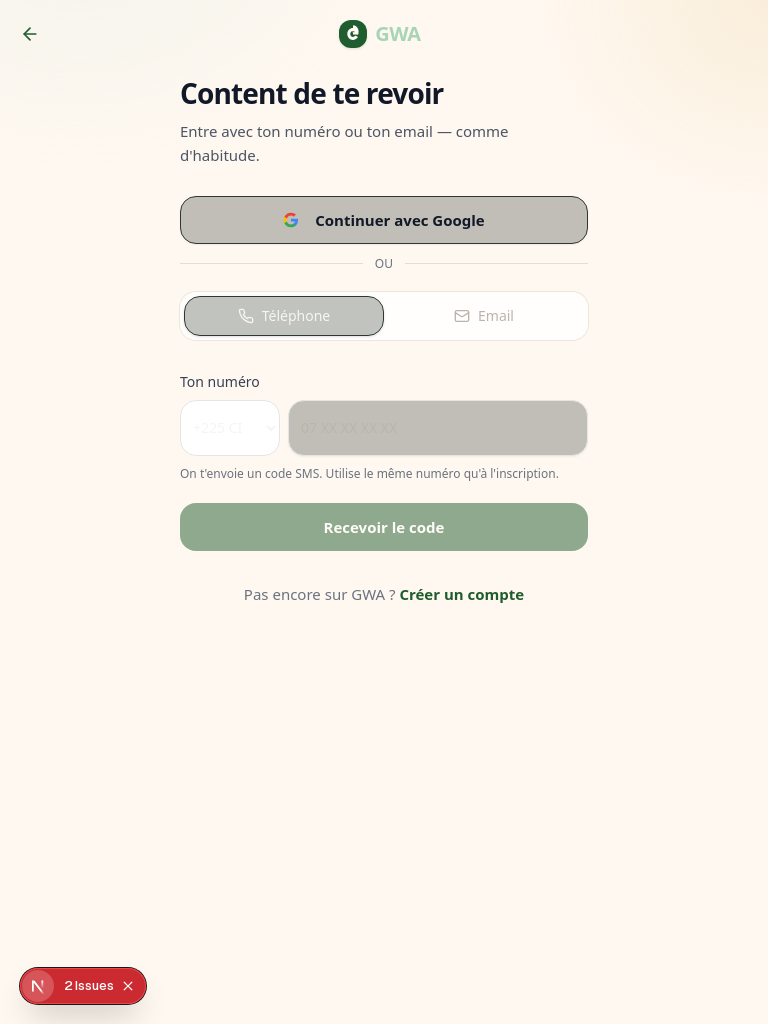 GWA
Content de te revoir
Entre avec ton numéro ou ton email — comme
d'habitude.
Continuer avec Google
OU
Téléphone
Email
Ton numéro
+225 CI
07 XX XX XX XX
On t'envoie un code SMS. Utilise le même numéro qu'à l'inscription.
Recevoir le code
Pas encore sur GWA ? Créer un compte
2 Issues